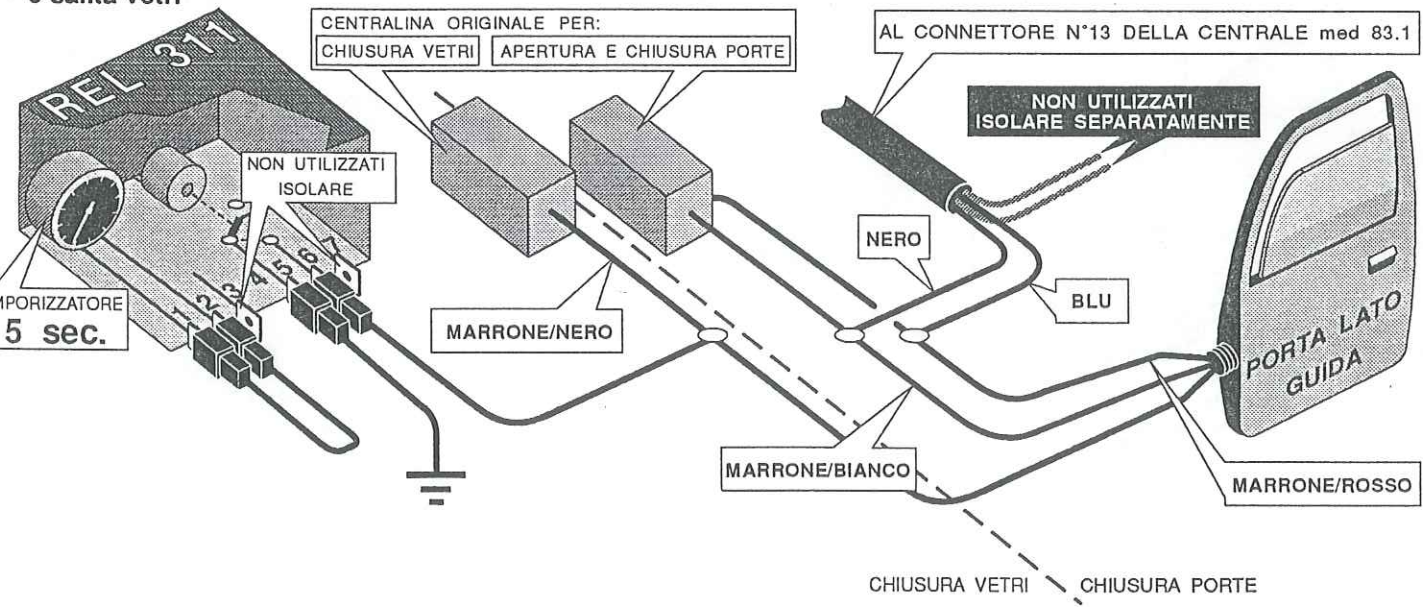 REL 311
CENTRALINA ORIGINALE PER:
CHIUSURA VETRI
APERTURA E CHIUSURA PORTE
AL CONNETTORE N°13 DELLA CENTRALE med 83.1
NON UTILIZZATI
ISOLARE SEPARATAMENTE
NON UTILIZZATI
ISOLARE
1 2 3 4 5 6 7
MPORIZZATORE
5 sec.
NERO
BLU
MARRONE/NERO
PORTA LATO
GUIDA
MARRONE/BIANCO
MARRONE/ROSSO
CHIUSURA VETRI
CHIUSURA PORTE